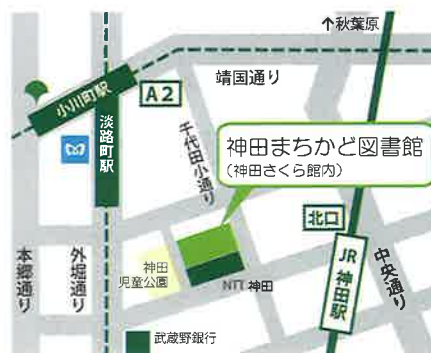 ↑秋葉原
靖国通り
小川町駅
A2
淡路町駅
千代田小通り
神田まちかど図書館
(神田さくら館内)
北口
JR 神田駅
中央通り
本郷通り
外堀通り
神田
児童公園
NTT 神田
武蔵野銀行